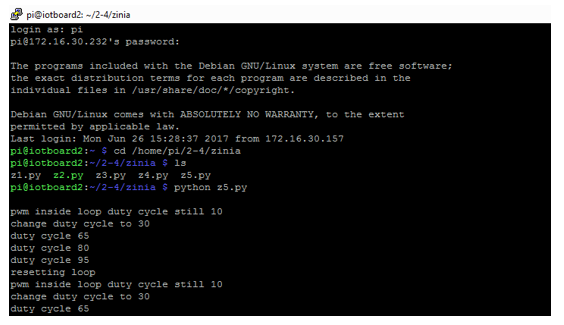 pi@iotboard2: ~/2-4/zinia
login as: pi
pi@172.16.30.232's password:
The programs included with the Debian GNU/Linux system are free software;
the exact distribution terms for each program are described in the
individual files in /usr/share/doc/*/copyright.
Debian GNU/Linux comes with ABSOLUTELY NO WARRANTY, to the extent
permitted by applicable law.
Last login: Mon Jun 26 15:28:37 2017 from 172.16.30.157
pi@iotboard2:~ $ cd /home/pi/2-4/zinia
pi@iotboard2:~/2-4/zinia $ ls
z1.py  z2.py  z3.py  z4.py  z5.py
pi@iotboard2:~/2-4/zinia $ python z5.py
pwm inside loop duty cycle still 10
change duty cycle to 30
duty cycle 65
duty cycle 80
duty cycle 95
resetting loop
pwm inside loop duty cycle still 10
change duty cycle to 30
duty cycle 65